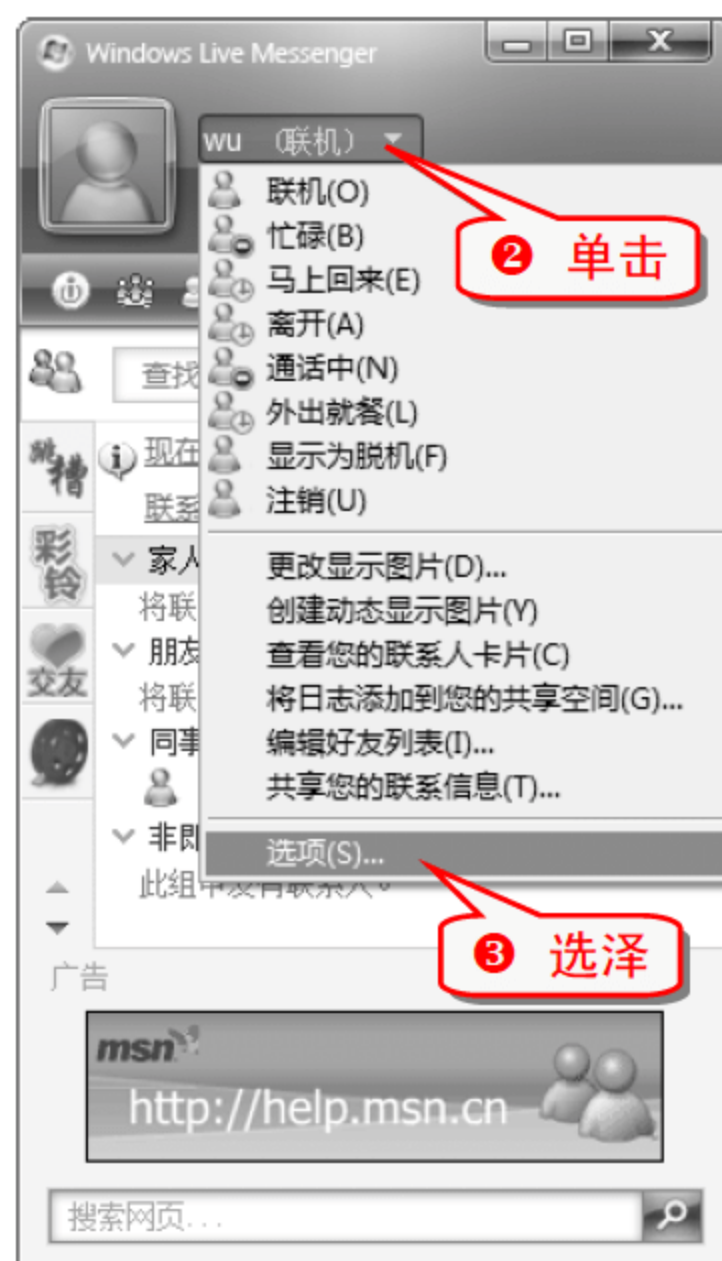 Windows Live Messenger
wu （联机）
❷ 单击
联机(O)
忙碌(B)
马上回来(E)
离开(A)
通话中(N)
外出就餐(L)
显示为脱机(F)
注销(U)
更改显示图片(D)...
创建动态显示图片(Y)
查看您的联系人卡片(C)
将日志添加到您的共享空间(G)...
编辑好友列表(I)...
共享您的联系信息(T)...
选项(S)...
❸ 选泽
查找
跳槽
现在
联系
彩铃
家人
将联
朋友
交友
将联
同事
非即
此组中没有联系人。
广告
msn
http://help.msn.cn
搜索网页...